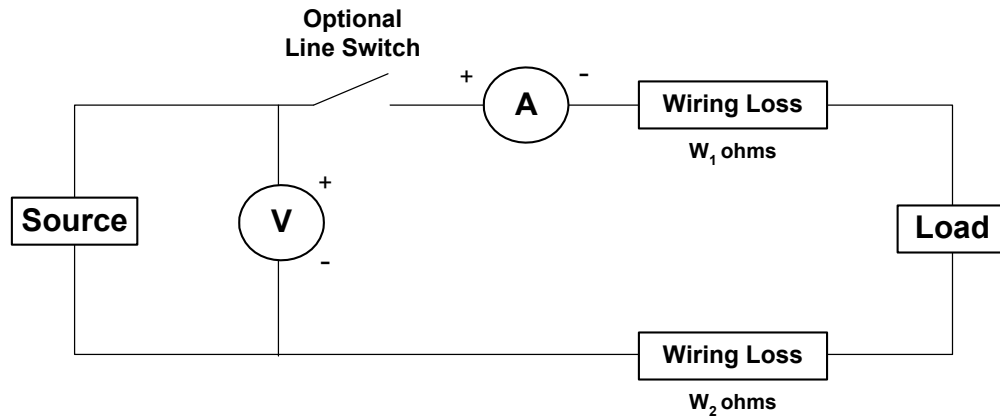 Optional
Line Switch
+
A
-
Wiring Loss
W₁ ohms
Source
+
V
-
Load
Wiring Loss
W₂ ohms